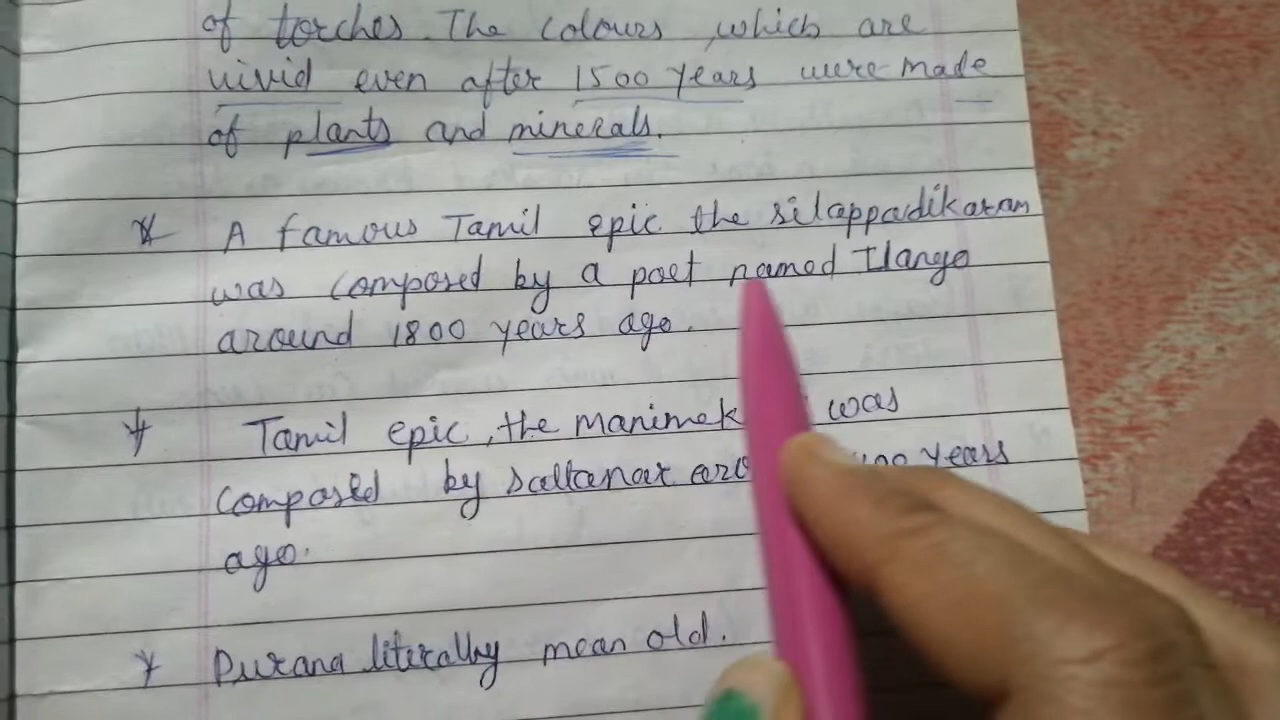 of torches. The colours, which are
vivid even after 1500 years were made
of plants and minerals.
A famous Tamil epic the silappadikaram
was composed by a poet named Ilango
around 1800 years ago.
Tamil epic, the manimek was
composed by sattanar aro years
ago.
Purana literally mean old.